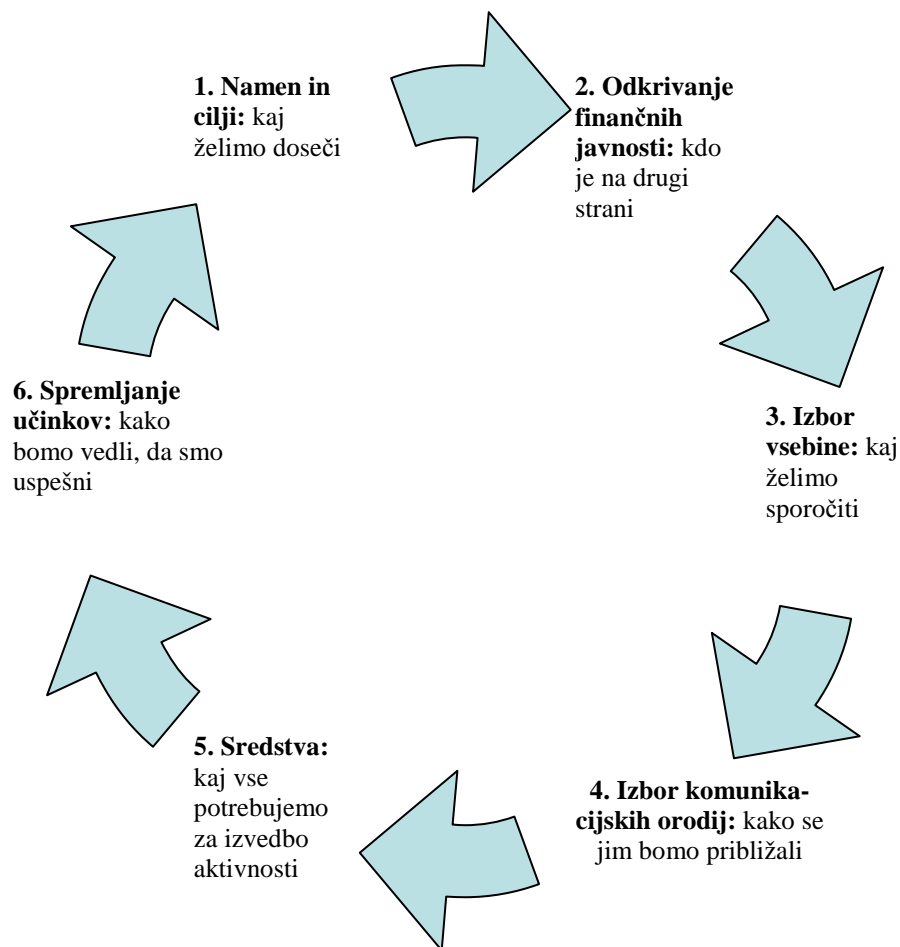 1. Namen in
cilji: kaj
želimo doseči
2. Odkrivanje
finančnih
javnosti: kdo
je na drugi
strani
3. Izbor
vsebine: kaj
želimo
sporočiti
4. Izbor komunika-
cijskih orodij: kako se
jim bomo približali
5. Sredstva:
kaj vse
potrebujemo
za izvedbo
aktivnosti
6. Spremljanje
učinkov: kako
bomo vedli, da smo
uspešni